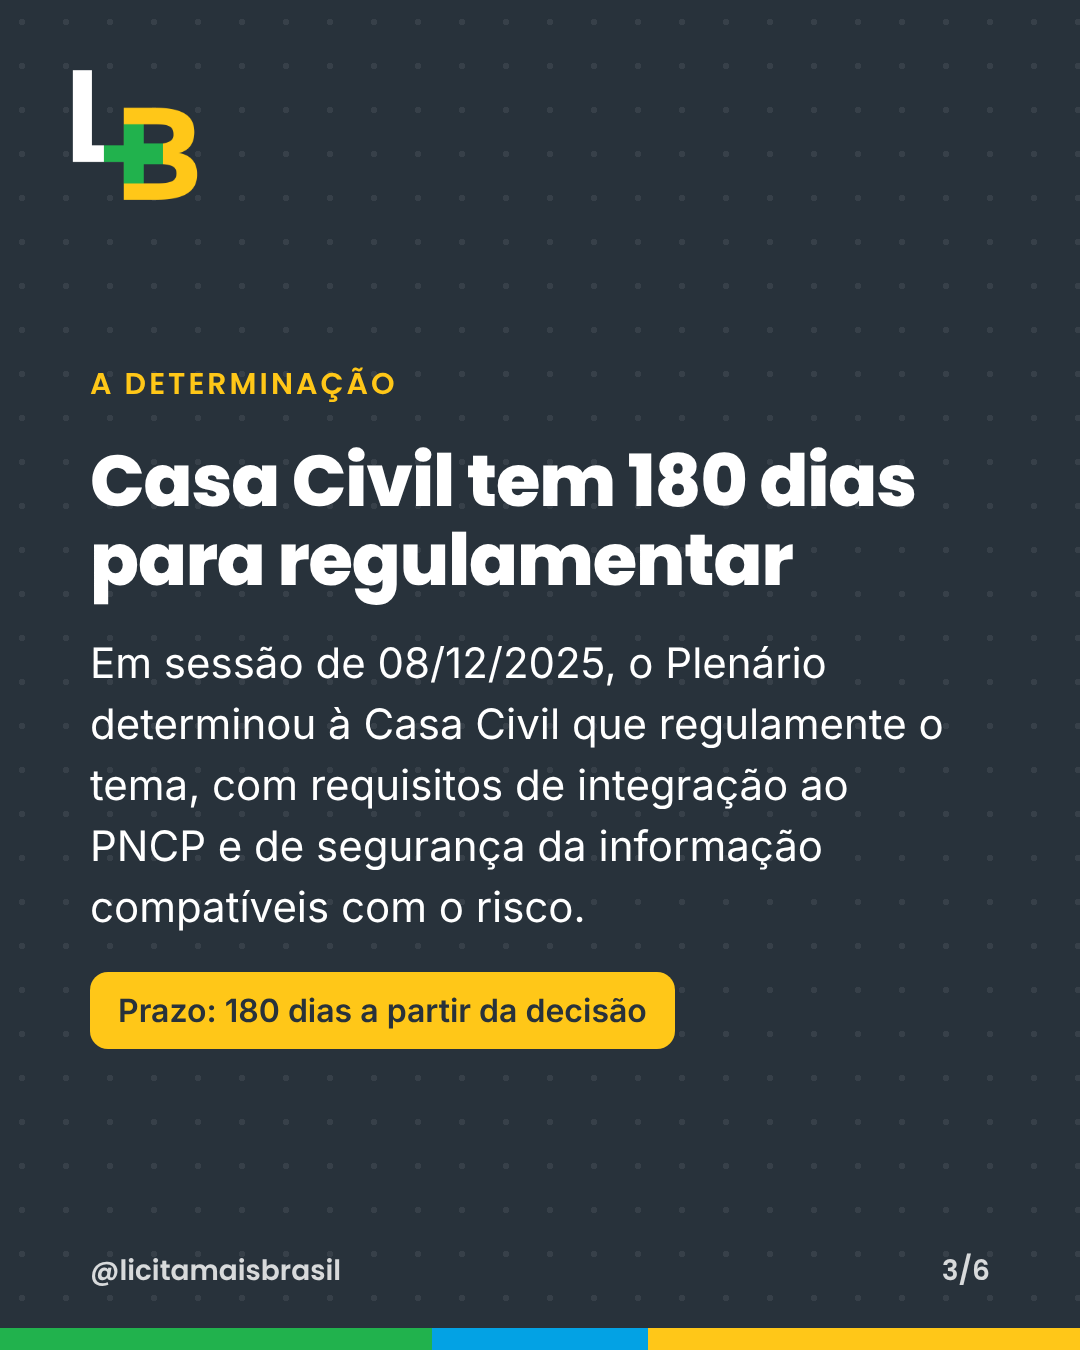 L+B
A DETERMINAÇÃO
Casa Civil tem 180 dias
para regulamentar
Em sessão de 08/12/2025, o Plenário
determinou à Casa Civil que regulamente o
tema, com requisitos de integração ao
PNCP e de segurança da informação
compatíveis com o risco.
Prazo: 180 dias a partir da decisão
@licitamaisbrasil
3/6